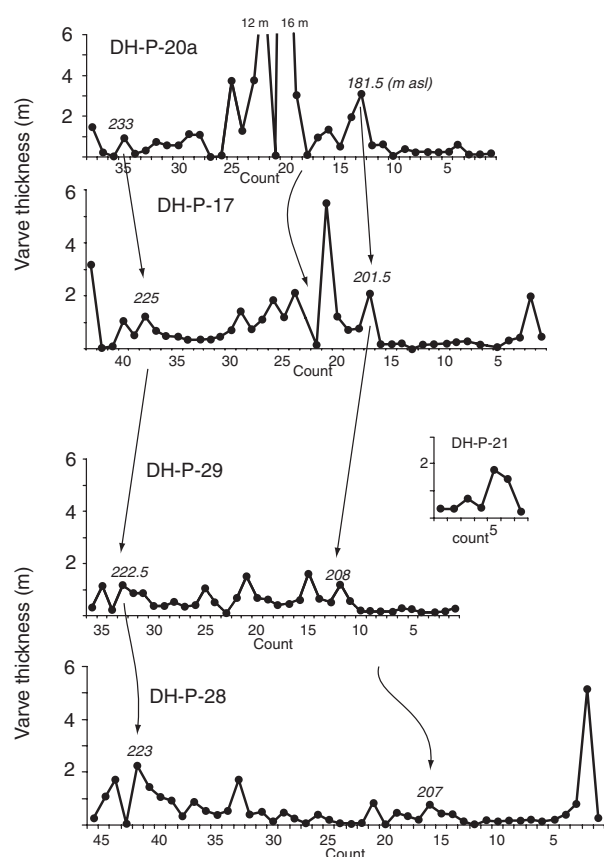 12 m 16 m
6
DH-P-20a
181.5 (m asl)
4
2
233
35 30 25 20 15 10 5
Count
Varve thickness (m)
6
DH-P-17
4
225
201.5
2
40 35 30 25 20 15 10 5
Count
DH-P-21
2
count 5
6
DH-P-29
4
2
222.5 208
35 30 25 20 15 10 5
Count
Varve thickness (m)
6
DH-P-28
4
223
2
207
45 40 35 30 25 20 15 10 5
Count